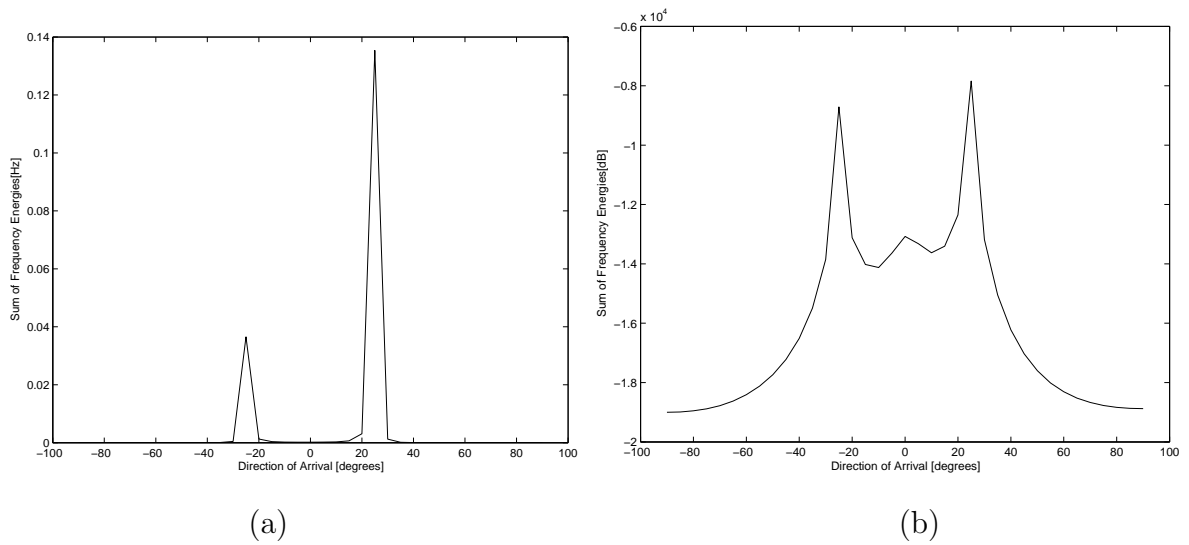 0.14
0.12
0.1
0.08
0.06
0.04
0.02
0
−100 −80 −60 −40 −20 0 20 40 60 80 100
Sum of Frequency Energies[Hz]
Direction of Arrival [degrees]
(a)
x 10^4
−0.6
−0.8
−1
−1.2
−1.4
−1.6
−1.8
−2
−100 −80 −60 −40 −20 0 20 40 60 80 100
Sum of Frequency Energies[dB]
Direction of Arrival [degrees]
(b)